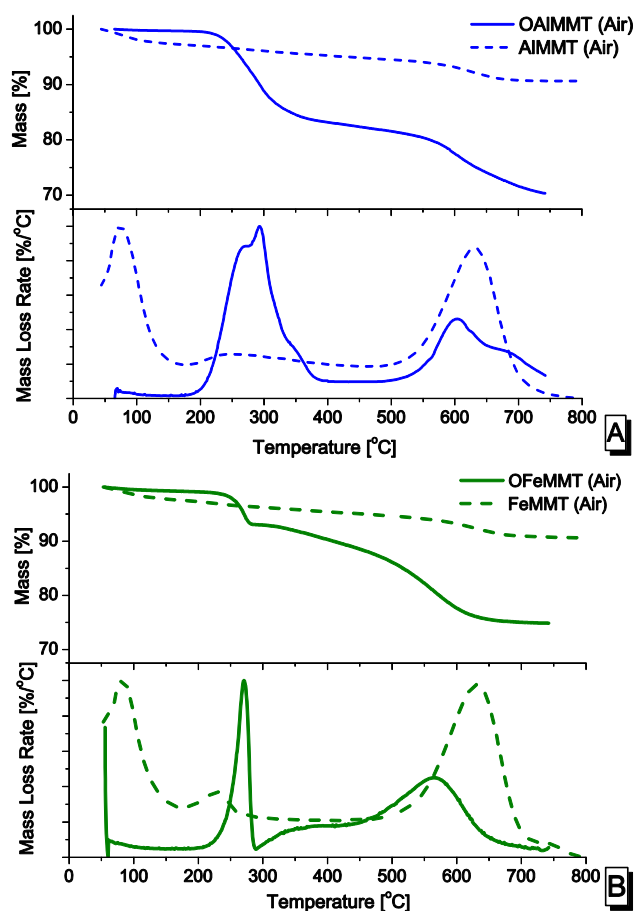 OAlMMT (Air)
AlMMT (Air)
Mass [%]
100
90
80
70
Mass Loss Rate [%/°C]
0 100 200 300 400 500 600 700 800
Temperature [°C]
A
OFeMMT (Air)
FeMMT (Air)
Mass [%]
100
90
80
70
Mass Loss Rate [%/°C]
0 100 200 300 400 500 600 700 800
Temperature [°C]
B